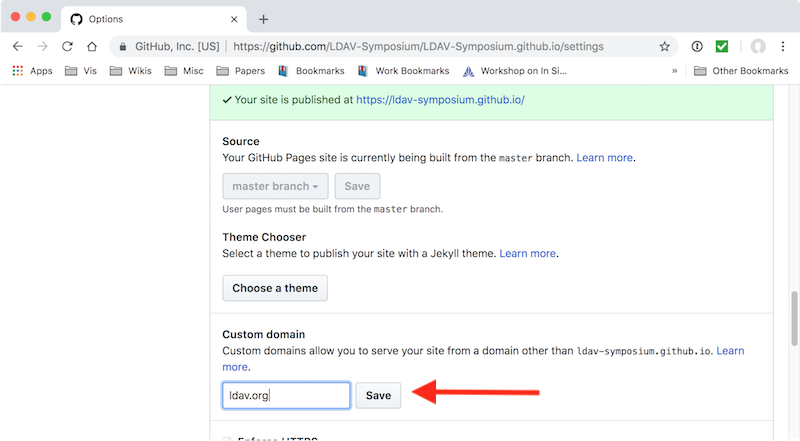 Options
GitHub, Inc. [US] | https://github.com/LDAV-Symposium/LDAV-Symposium.github.io/settings
Apps Vis Wikis Misc Papers Bookmarks Work Bookmarks Workshop on In Si... » Other Bookmarks
Your site is published at https://ldav-symposium.github.io/
Source
Your GitHub Pages site is currently being built from the master branch. Learn more.
master branch Save
User pages must be built from the master branch.
Theme Chooser
Select a theme to publish your site with a Jekyll theme. Learn more.
Choose a theme
Custom domain
Custom domains allow you to serve your site from a domain other than ldav-symposium.github.io. Learn
more.
ldav.org Save
Enforce HTTPS